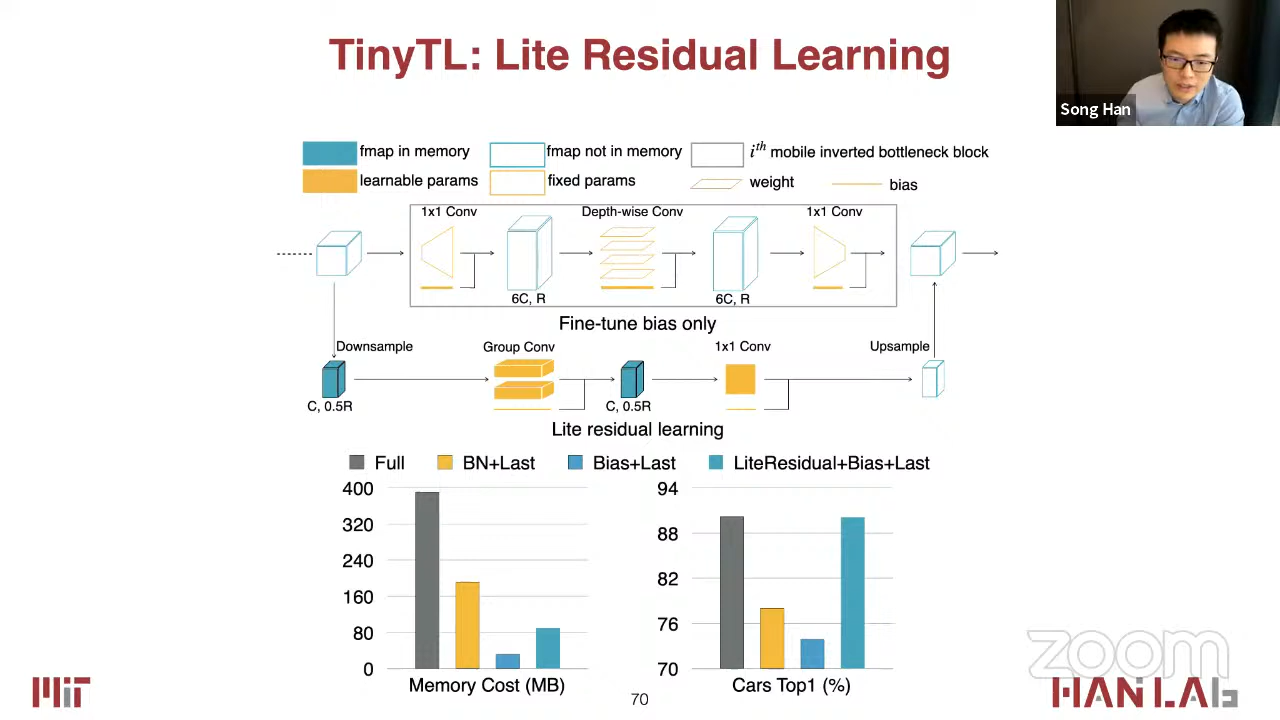 TinyTL: Lite Residual Learning
Song Han
fmap in memory
fmap not in memory
i^th mobile inverted bottleneck block
learnable params
fixed params
weight
bias
1x1 Conv
Depth-wise Conv
1x1 Conv
6C, R
6C, R
Fine-tune bias only
Downsample
Group Conv
1x1 Conv
Upsample
C, 0.5R
C, 0.5R
Lite residual learning
Full
BN+Last
Bias+Last
LiteResidual+Bias+Last
400
320
240
160
80
0
Memory Cost (MB)
94
88
82
76
70
Cars Top1 (%)
zoom
MIT
70
HAN LAB